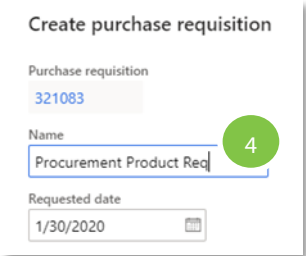 Create purchase requisition
Purchase requisition
321083
Name
4
Procurement Product Req
Requested date
1/30/2020